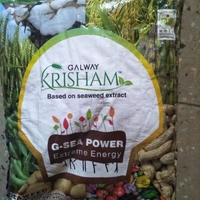 GALWAY
KRISHAM
Based on seaweed extract
G-SEA POWER
Extreme Energy